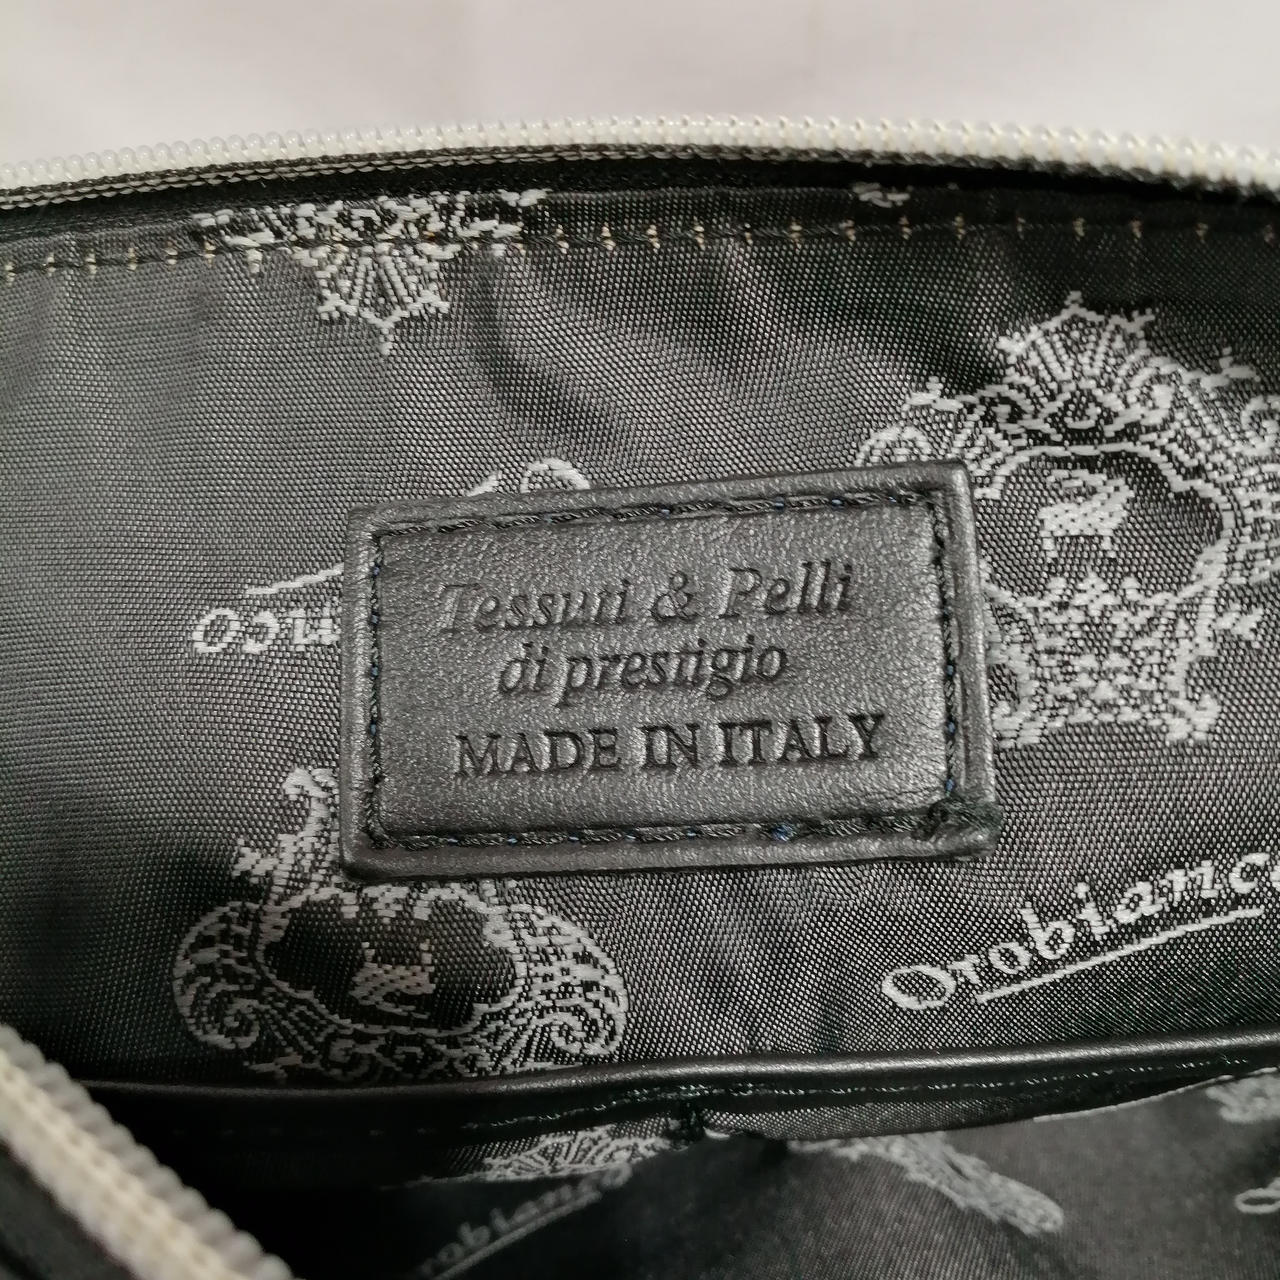 Tessuti & Pelli
di prestigio
MADE IN ITALY
Orobianco